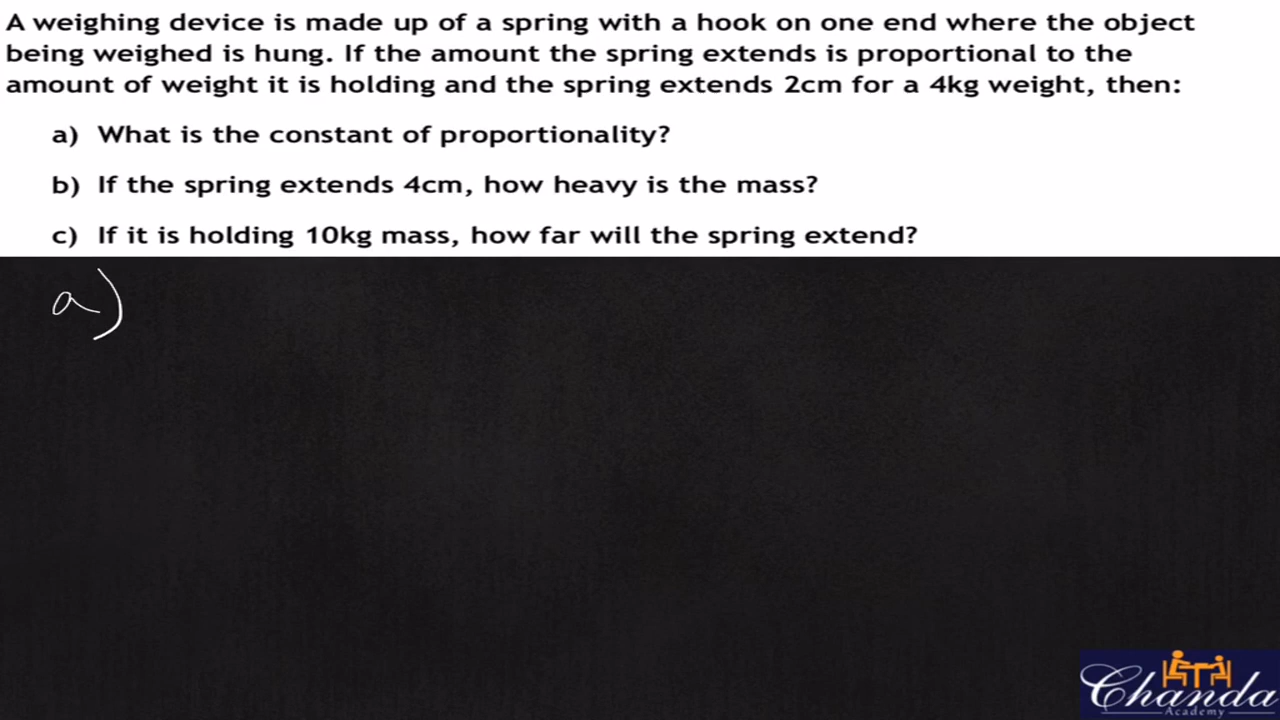 A weighing device is made up of a spring with a hook on one end where the object
being weighed is hung. If the amount the spring extends is proportional to the
amount of weight it is holding and the spring extends 2cm for a 4kg weight, then:
a) What is the constant of proportionality?
b) If the spring extends 4cm, how heavy is the mass?
c) If it is holding 10kg mass, how far will the spring extend?
a)
Chanda
Academy